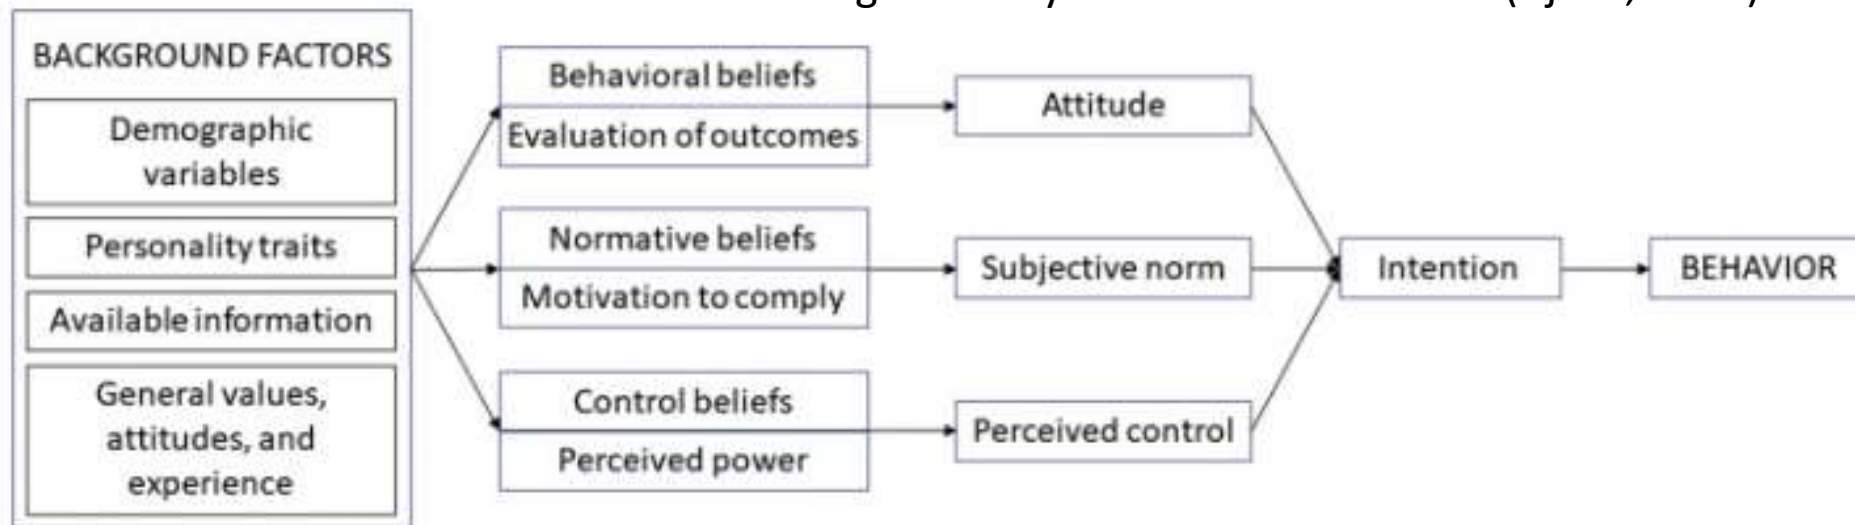 BACKGROUND FACTORS
Demographic
variables
Personality traits
Available information
General values,
attitudes, and
experience
Behavioral beliefs
Evaluation of outcomes
Normative beliefs
Motivation to comply
Control beliefs
Perceived power
Attitude
Subjective norm
Perceived control
Intention
BEHAVIOR